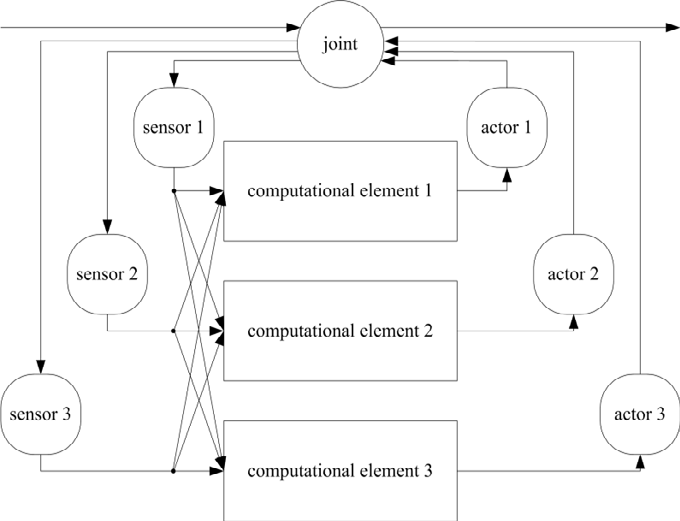 joint
sensor 1
actor 1
computational element 1
sensor 2
actor 2
computational element 2
sensor 3
actor 3
computational element 3